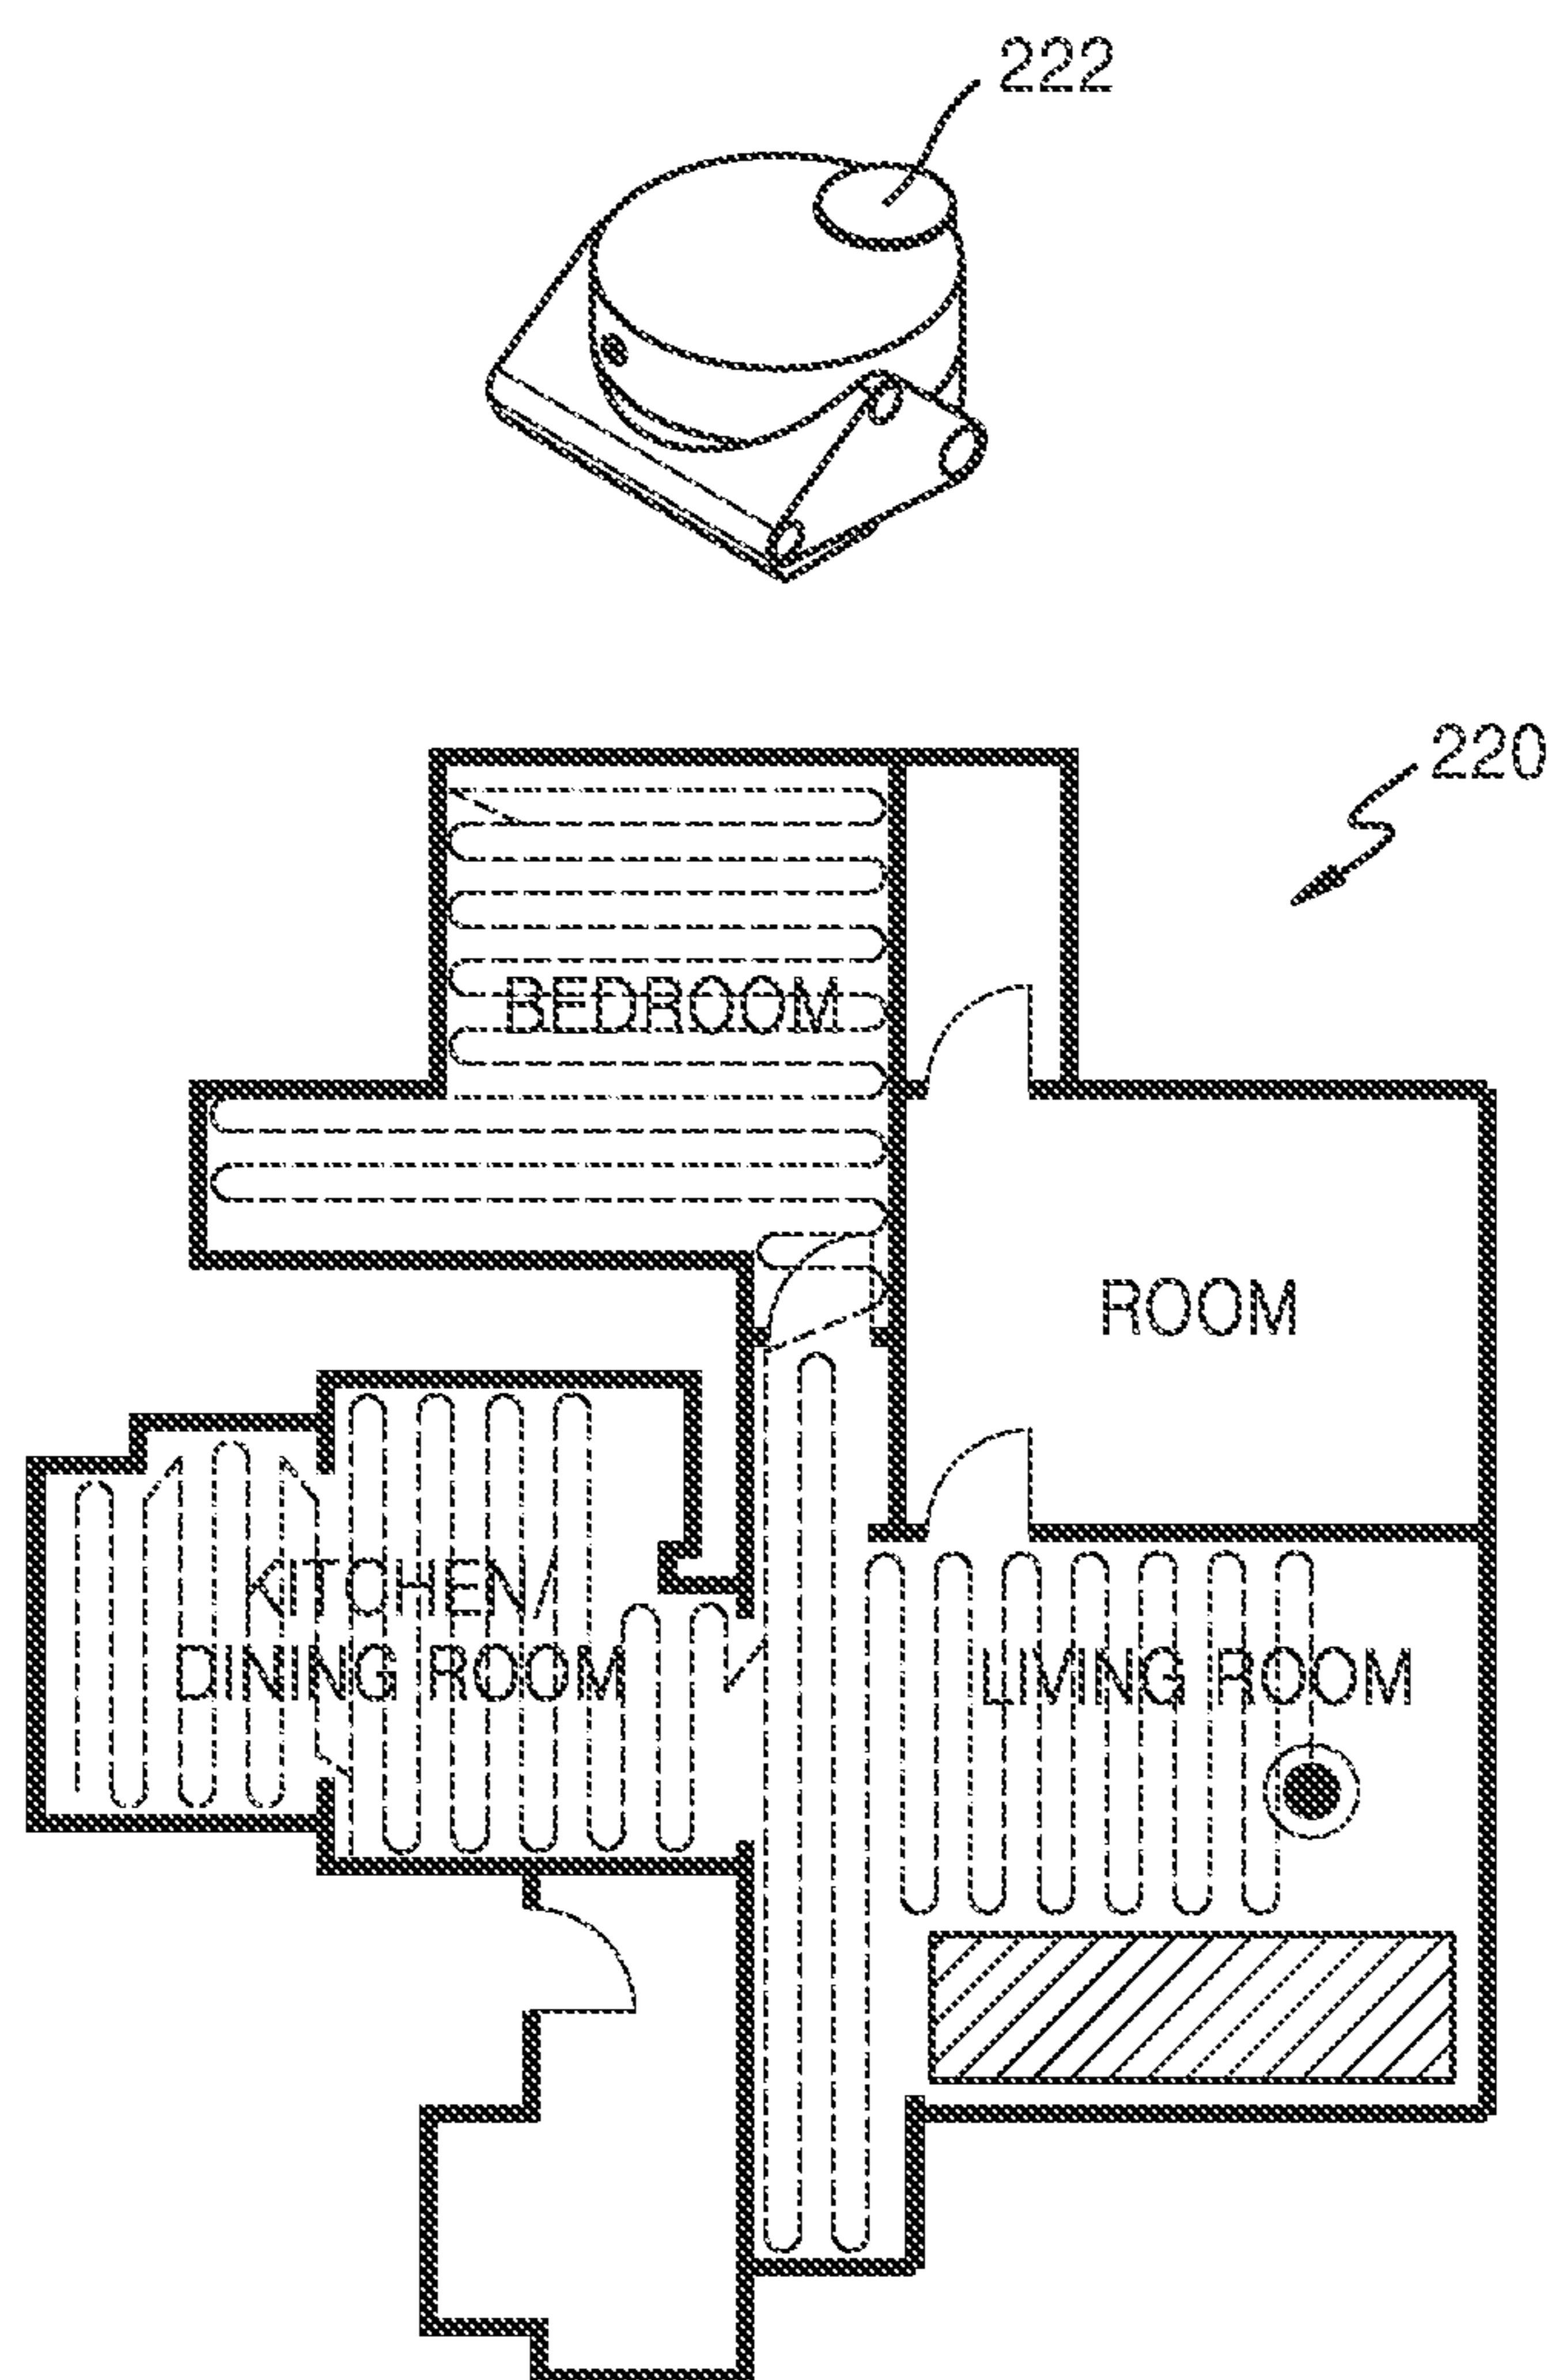 222
220
BEDROOM
ROOM
KITCHEN/
DINING ROOM
LIVING ROOM